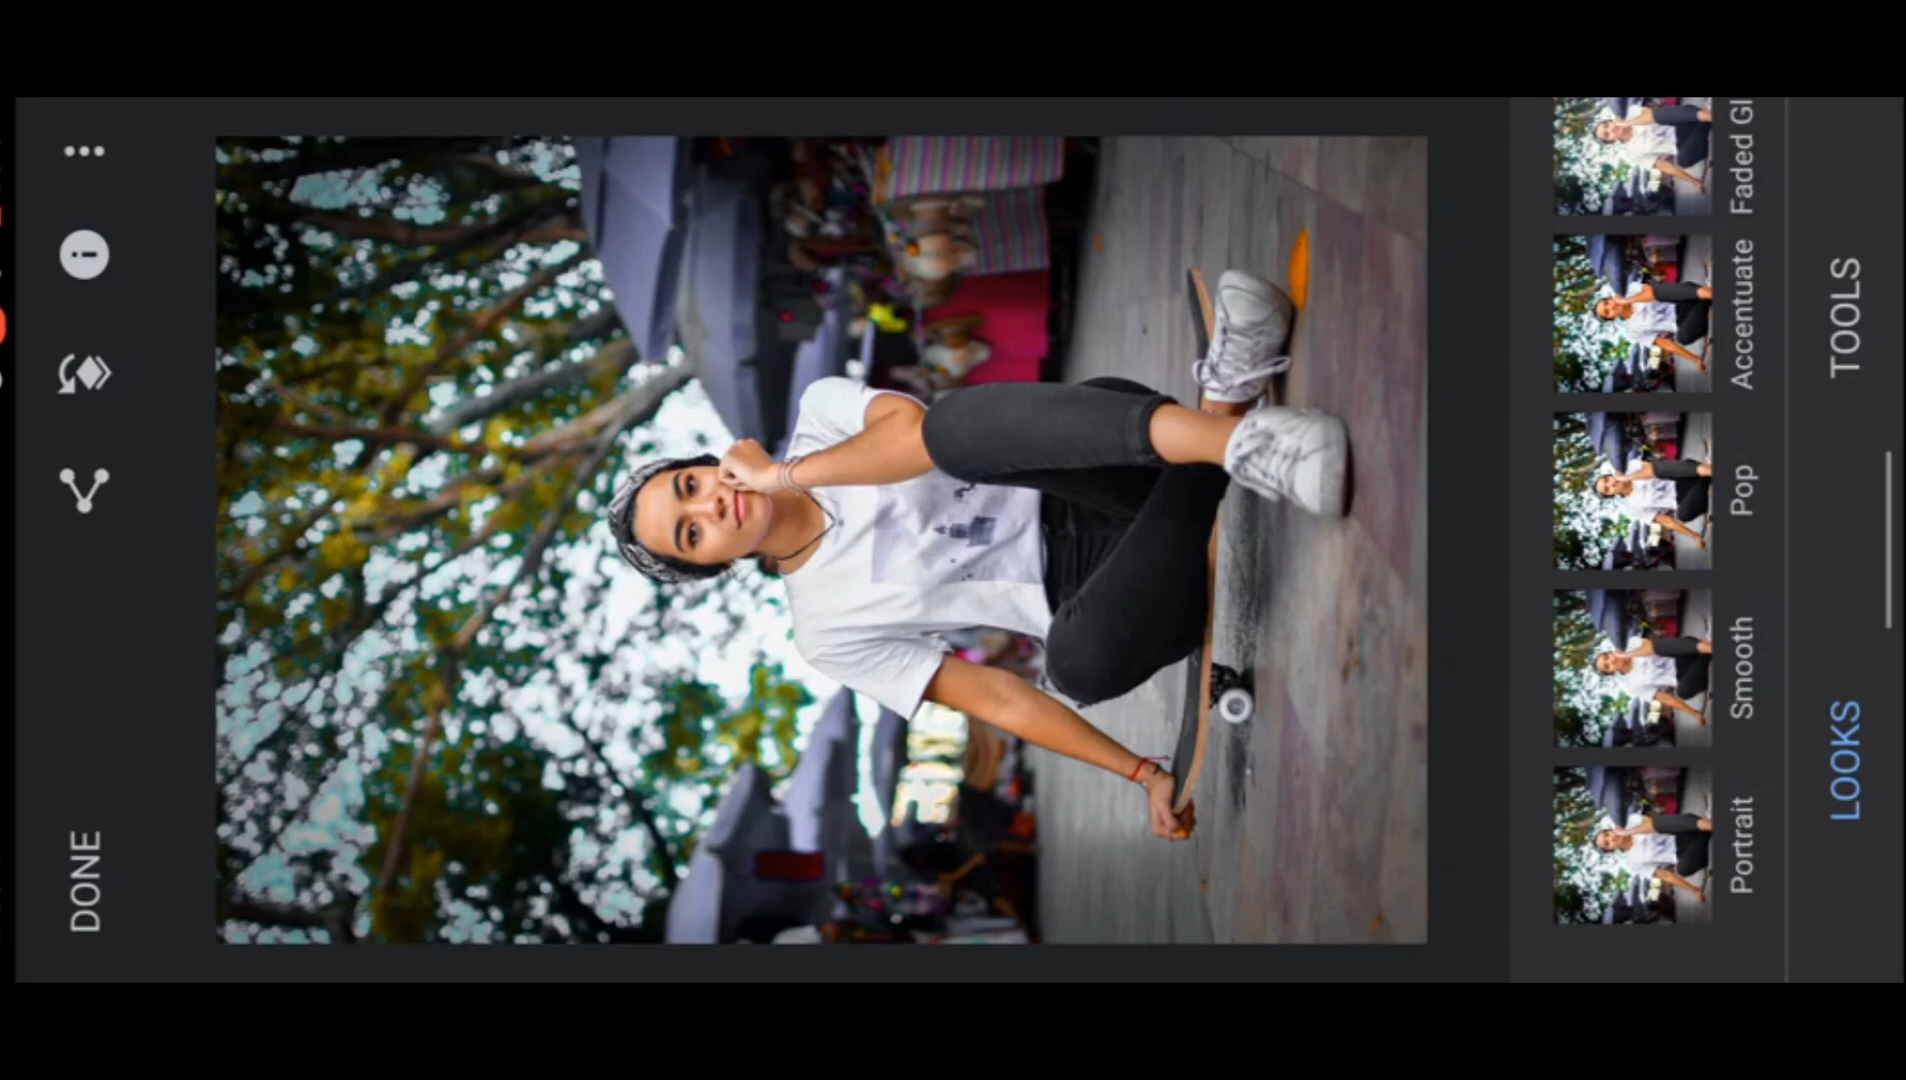 DONE
Portrait
Smooth
Pop
Accentuate
Faded Gl
LOOKS
TOOLS